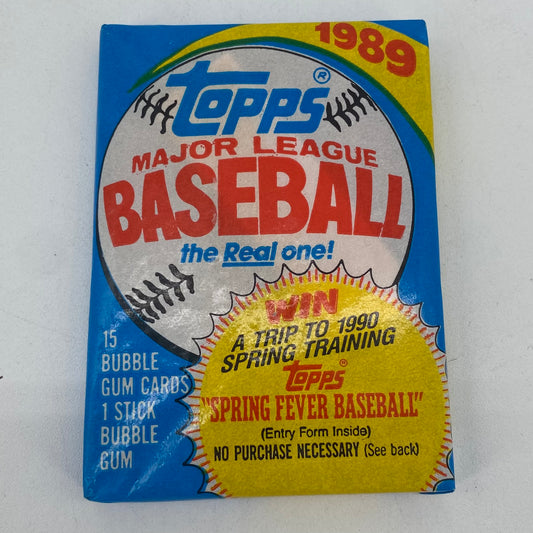 1989
Topps®
MAJOR LEAGUE
BASEBALL
the Real one!
15
BUBBLE
GUM CARDS
1 STICK
BUBBLE
GUM
WIN
A TRIP TO 1990
SPRING TRAINING
Topps
"SPRING FEVER BASEBALL"
(Entry Form Inside)
NO PURCHASE NECESSARY (See back)